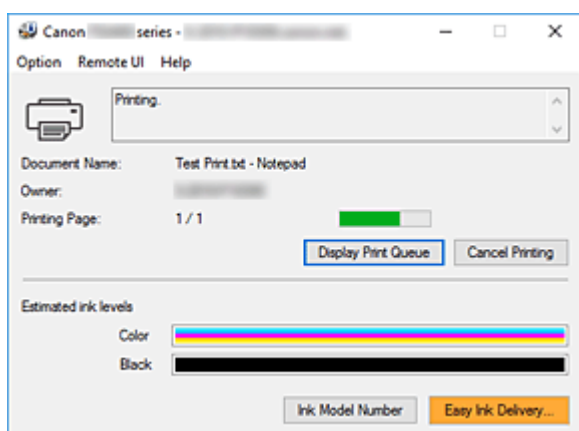 Canon series -
Option Remote UI Help
Printing.
Document Name: Test Print.txt - Notepad
Owner:
Printing Page: 1 / 1
Display Print Queue Cancel Printing
Estimated ink levels
Color
Black
Ink Model Number Easy Ink Delivery...